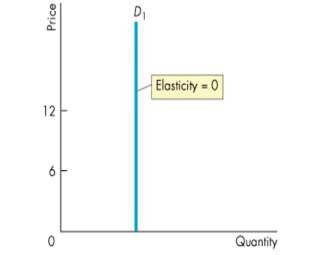 Price
D₁
Elasticity = 0
12
6
0
Quantity